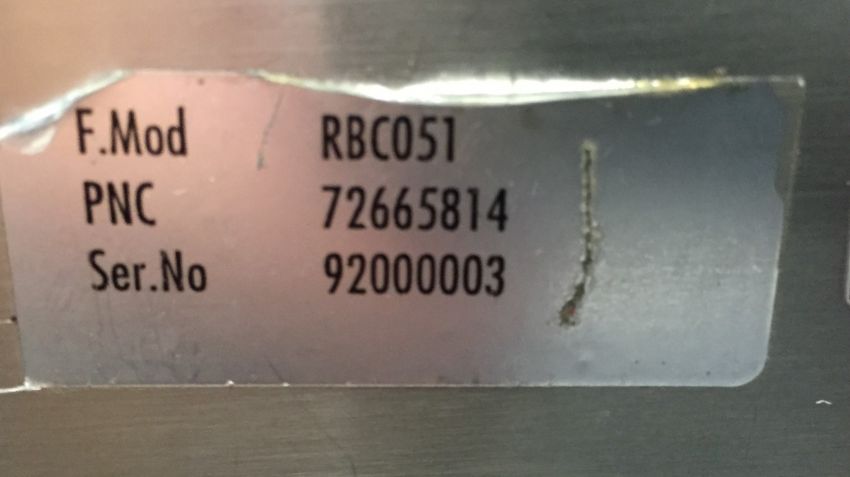 F.Mod RBC051
PNC 72665814
Ser.No 92000003